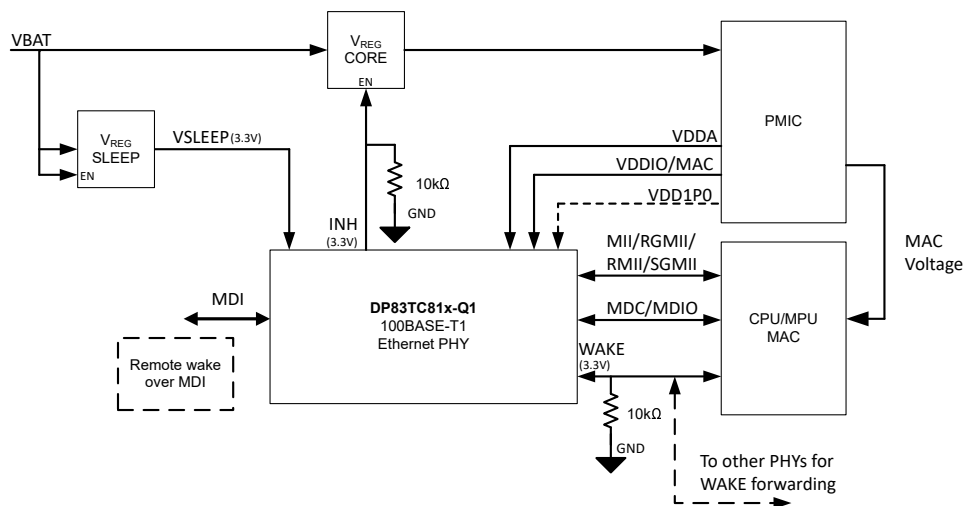 VBAT
VREG
CORE
EN
VREG
SLEEP
EN
VSLEEP(3.3V)
PMIC
VDDA
VDDIO/MAC
VDD1P0
10kΩ
GND
INH
(3.3V)
MII/RGMII/
RMII/SGMII
MAC
Voltage
MDI
DP83TC81x-Q1
100BASE-T1
Ethernet PHY
MDC/MDIO
CPU/MPU
MAC
WAKE
(3.3V)
Remote wake
over MDI
10kΩ
GND
To other PHYs for
WAKE forwarding